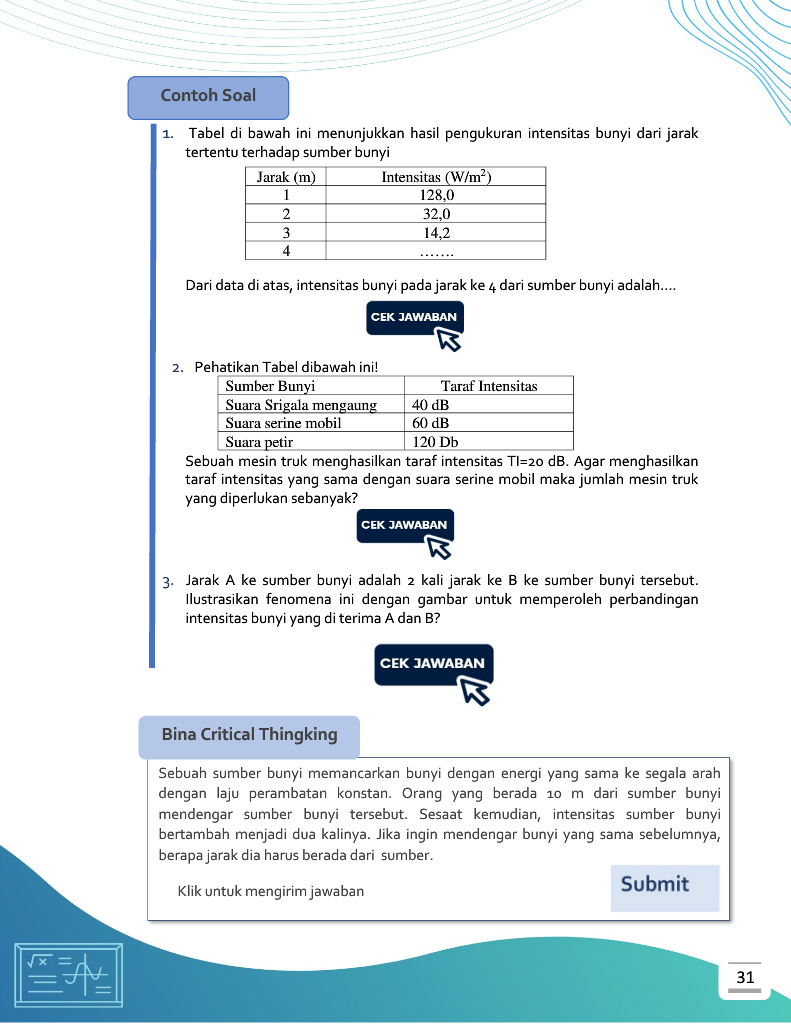 Contoh Soal
1. Tabel di bawah ini menunjukkan hasil pengukuran intensitas bunyi dari jarak
tertentu terhadap sumber bunyi
Jarak (m) Intensitas (W/m²)
1 128,0
2 32,0
3 14,2
4 .......
Dari data di atas, intensitas bunyi pada jarak ke 4 dari sumber bunyi adalah....
CEK JAWABAN
2. Pehatikan Tabel dibawah ini!
Sumber Bunyi Taraf Intensitas
Suara Srigala mengaung 40 dB
Suara serine mobil 60 dB
Suara petir 120 Db
Sebuah mesin truk menghasilkan taraf intensitas TI=20 dB. Agar menghasilkan
taraf intensitas yang sama dengan suara serine mobil maka jumlah mesin truk
yang diperlukan sebanyak?
CEK JAWABAN
3. Jarak A ke sumber bunyi adalah 2 kali jarak ke B ke sumber bunyi tersebut.
Ilustrasikan fenomena ini dengan gambar untuk memperoleh perbandingan
intensitas bunyi yang di terima A dan B?
CEK JAWABAN
Bina Critical Thingking
Sebuah sumber bunyi memancarkan bunyi dengan energi yang sama ke segala arah
dengan laju perambatan konstan. Orang yang berada 10 m dari sumber bunyi
mendengar sumber bunyi tersebut. Sesaat kemudian, intensitas sumber bunyi
bertambah menjadi dua kalinya. Jika ingin mendengar bunyi yang sama sebelumnya,
berapa jarak dia harus berada dari sumber.
Klik untuk mengirim jawaban
Submit
√x
31